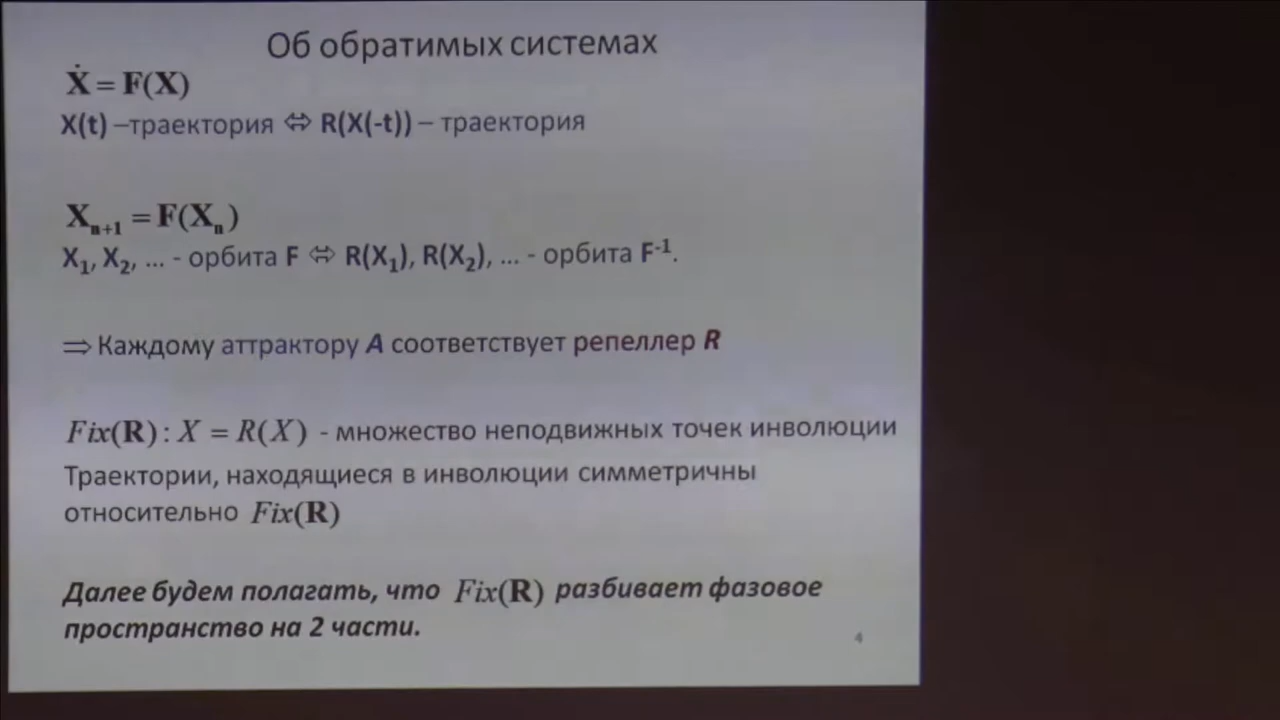 Об обратимых системах
Ẋ = F(X)
X(t) –траектория ⇔ R(X(-t)) – траектория
Xₙ₊₁ = F(Xₙ)
X₁, X₂, ... - орбита F ⇔ R(X₁), R(X₂), ... - орбита F⁻¹.
⇒ Каждому аттрактору A соответствует репеллер R
Fix(R) : X = R(X) - множество неподвижных точек инволюции
Траектории, находящиеся в инволюции симметричны
относительно Fix(R)
Далее будем полагать, что Fix(R) разбивает фазовое
пространство на 2 части.
4